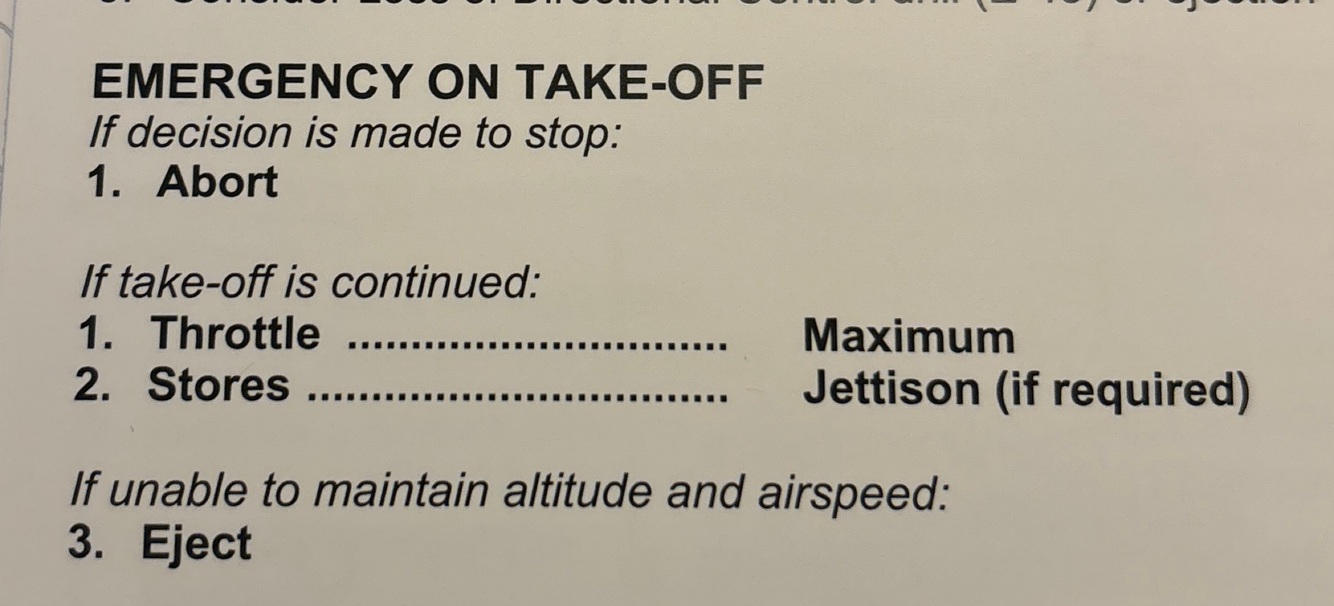 EMERGENCY ON TAKE-OFF
If decision is made to stop:
1. Abort
If take-off is continued:
1. Throttle .............................. Maximum
2. Stores ................................. Jettison (if required)
If unable to maintain altitude and airspeed:
3. Eject